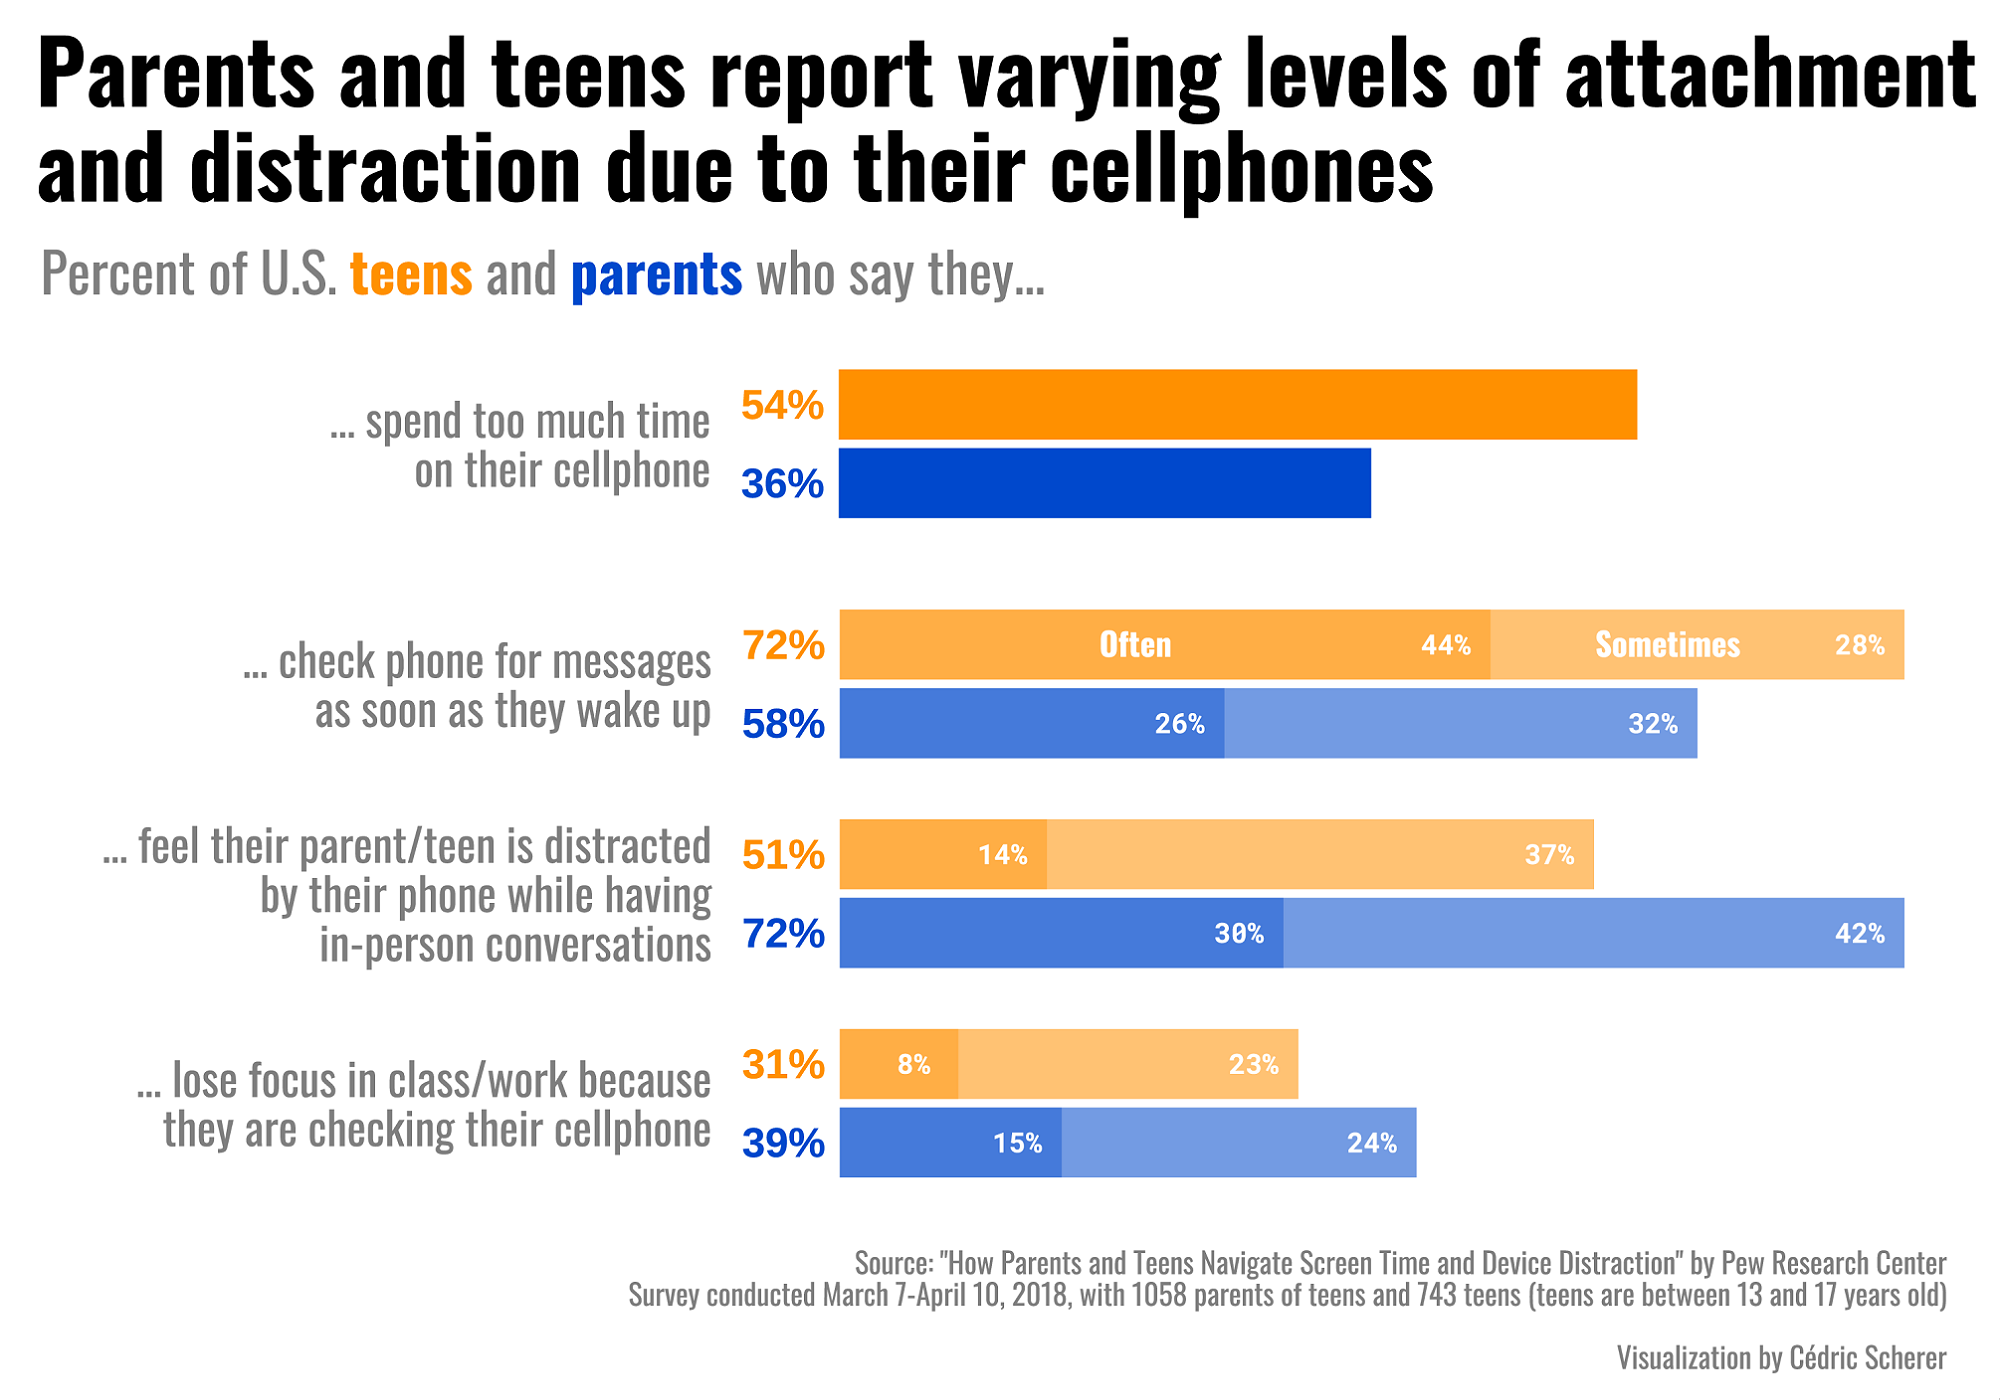 Parents and teens report varying levels of attachment
and distraction due to their cellphones
Percent of U.S. teens and parents who say they...
... spend too much time
on their cellphone
54%
36%
... check phone for messages
as soon as they wake up
72% Often 44% Sometimes 28%
58% 26% 32%
... feel their parent/teen is distracted
by their phone while having
in-person conversations
51% 14% 37%
72% 30% 42%
... lose focus in class/work because
they are checking their cellphone
31% 8% 23%
39% 15% 24%
Source: "How Parents and Teens Navigate Screen Time and Device Distraction" by Pew Research Center
Survey conducted March 7-April 10, 2018, with 1058 parents of teens and 743 teens (teens are between 13 and 17 years old)
Visualization by Cédric Scherer